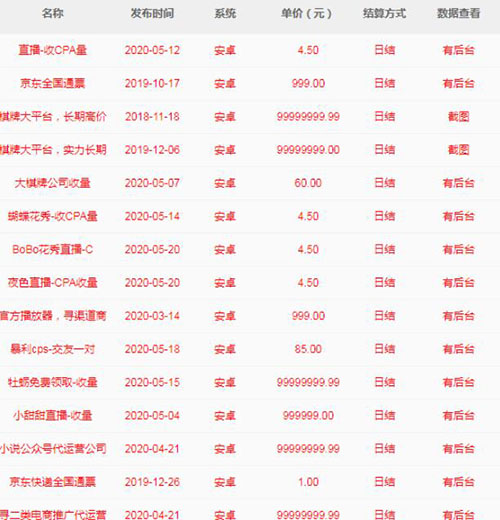 名称 发布时间 系统 单价（元） 结算方式 数据查看
直播-收CPA量 2020-05-12 安卓 4.50 日结 有后台
京东全国通票 2019-10-17 安卓 999.00 日结 有后台
棋牌大平台，长期高价 2018-11-18 安卓 99999999.99 日结 截图
棋牌大平台，实力长期 2019-12-06 安卓 99999999.00 日结 截图
大棋牌公司收量 2020-05-07 安卓 60.00 日结 有后台
蝴蝶花秀-收CPA量 2020-05-14 安卓 4.50 日结 有后台
BoBo花秀直播-C 2020-05-20 安卓 4.50 日结 有后台
夜色直播-CPA收量 2020-05-20 安卓 4.50 日结 有后台
官方播放器，寻渠道商 2020-03-14 安卓 999.00 日结 有后台
暴利cps-交友一对 2020-05-18 安卓 85.00 日结 有后台
牡蛎免费领取-收量 2020-05-15 安卓 99999999.99 日结 有后台
小甜甜直播-收量 2020-05-04 安卓 999999.00 日结 有后台
小说公众号代运营公司 2020-04-21 安卓 99999999.99 日结 有后台
京东快递全国通票 2019-12-26 安卓 1.00 日结 有后台
寻二类电商推广代运营 2020-04-21 安卓 99999999.99 日结 有后台